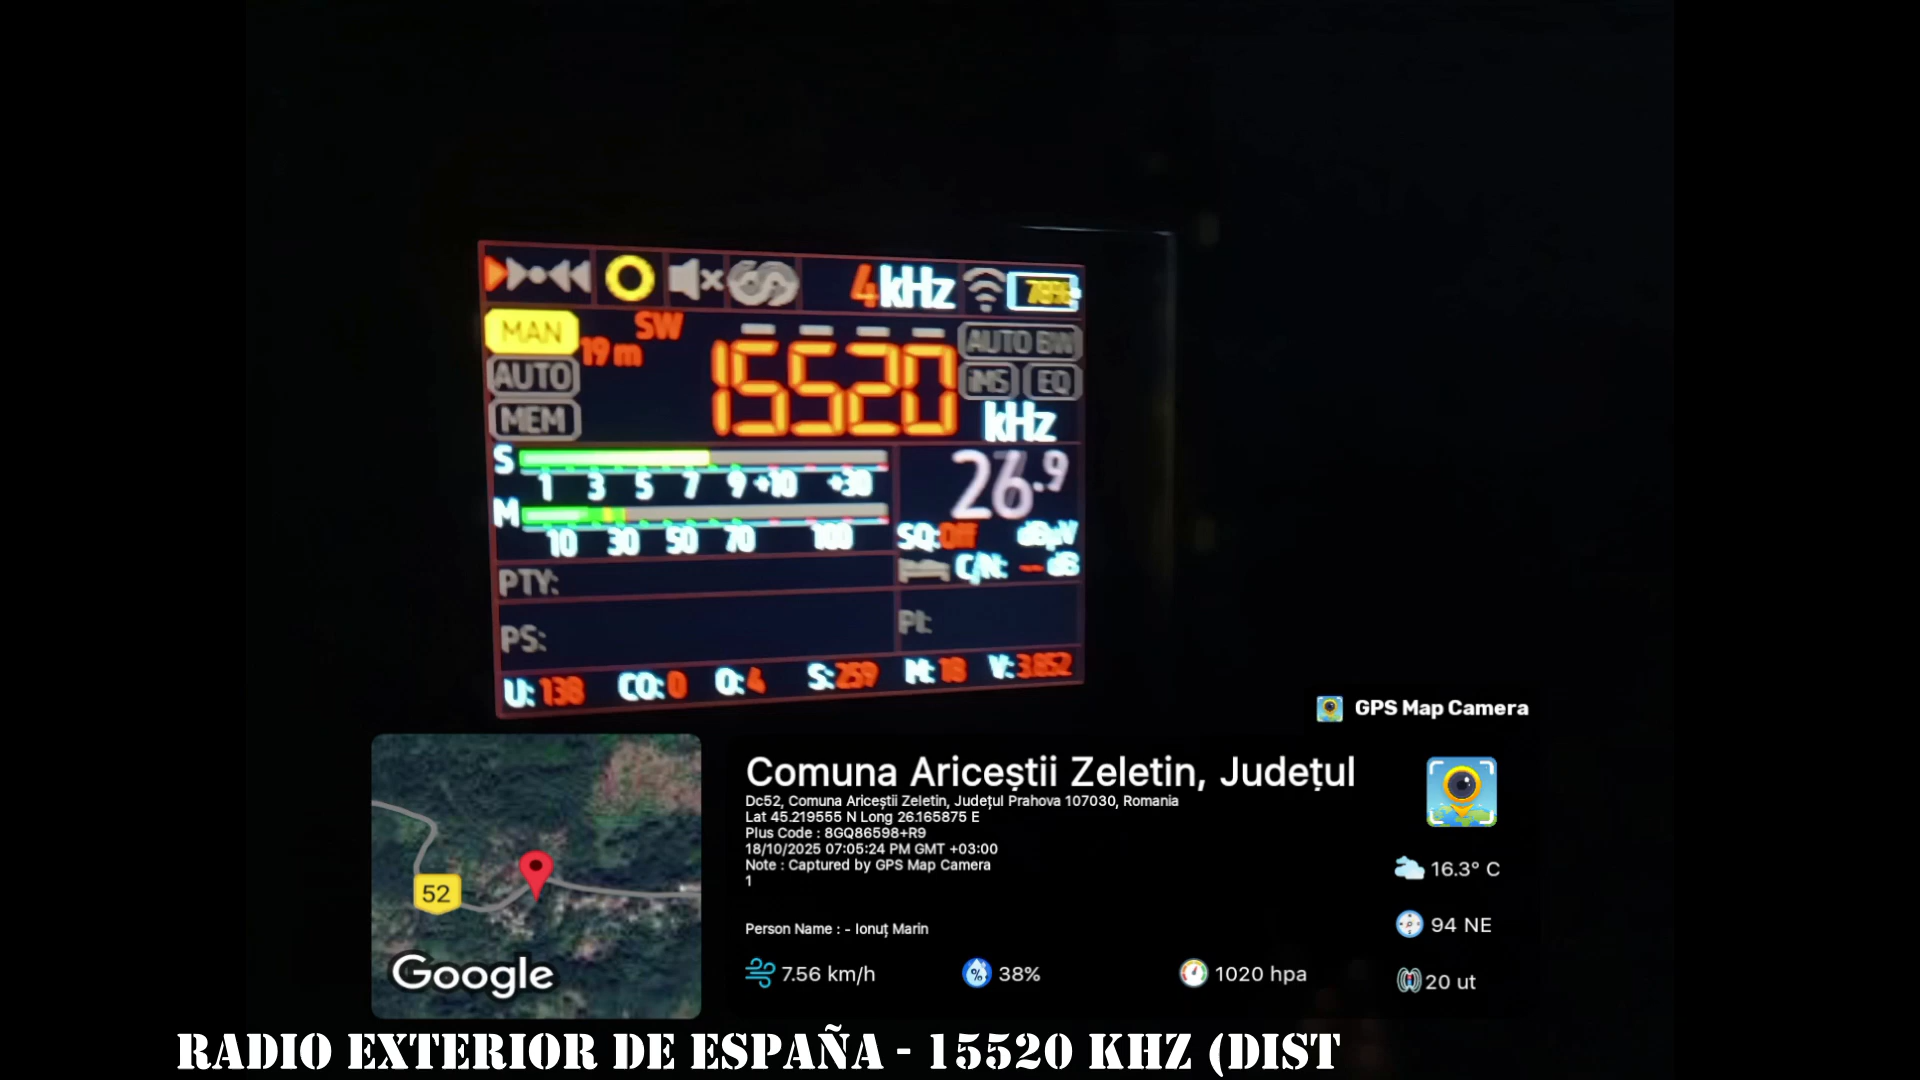 4 kHz
78%
MAN
SW
19 m
AUTO
MEM
15520
kHz
AUTO BW
iMS
EQ
S
1 3 5 7 9 +10 +30
M
10 30 50 70 100
26.9
SQ:Off dBµV
C/N: -- dB
PTY:
PS:
PI:
U: 138 CO: 0 O: 4 S: 259 M: 18 V: 3.852
GPS Map Camera
52
Google
Comuna Ariceștii Zeletin, Județul
Dc52, Comuna Ariceștii Zeletin, Județul Prahova 107030, Romania
Lat 45.219555 N Long 26.165875 E
Plus Code : 8GQ86598+R9
18/10/2025 07:05:24 PM GMT +03:00
Note : Captured by GPS Map Camera
1
Person Name : - Ionuț Marin
16.3° C
94 NE
7.56 km/h
38%
1020 hpa
20 ut
RADIO EXTERIOR DE ESPAÑA - 15520 KHZ (DIST